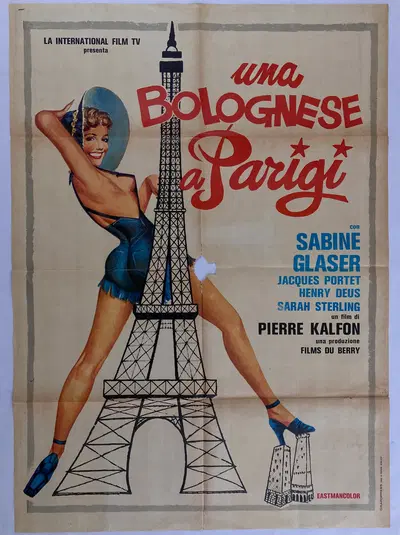 LA INTERNATIONAL FILM TV
presenta
una
BOLOGNESE
a Parigi
con
SABINE
GLASER
JACQUES PORTET
HENRY DEUS
SARAH STERLING
un film di
PIERRE KALFON
una produzione
FILMS DU BERRY
EASTMANCOLOR